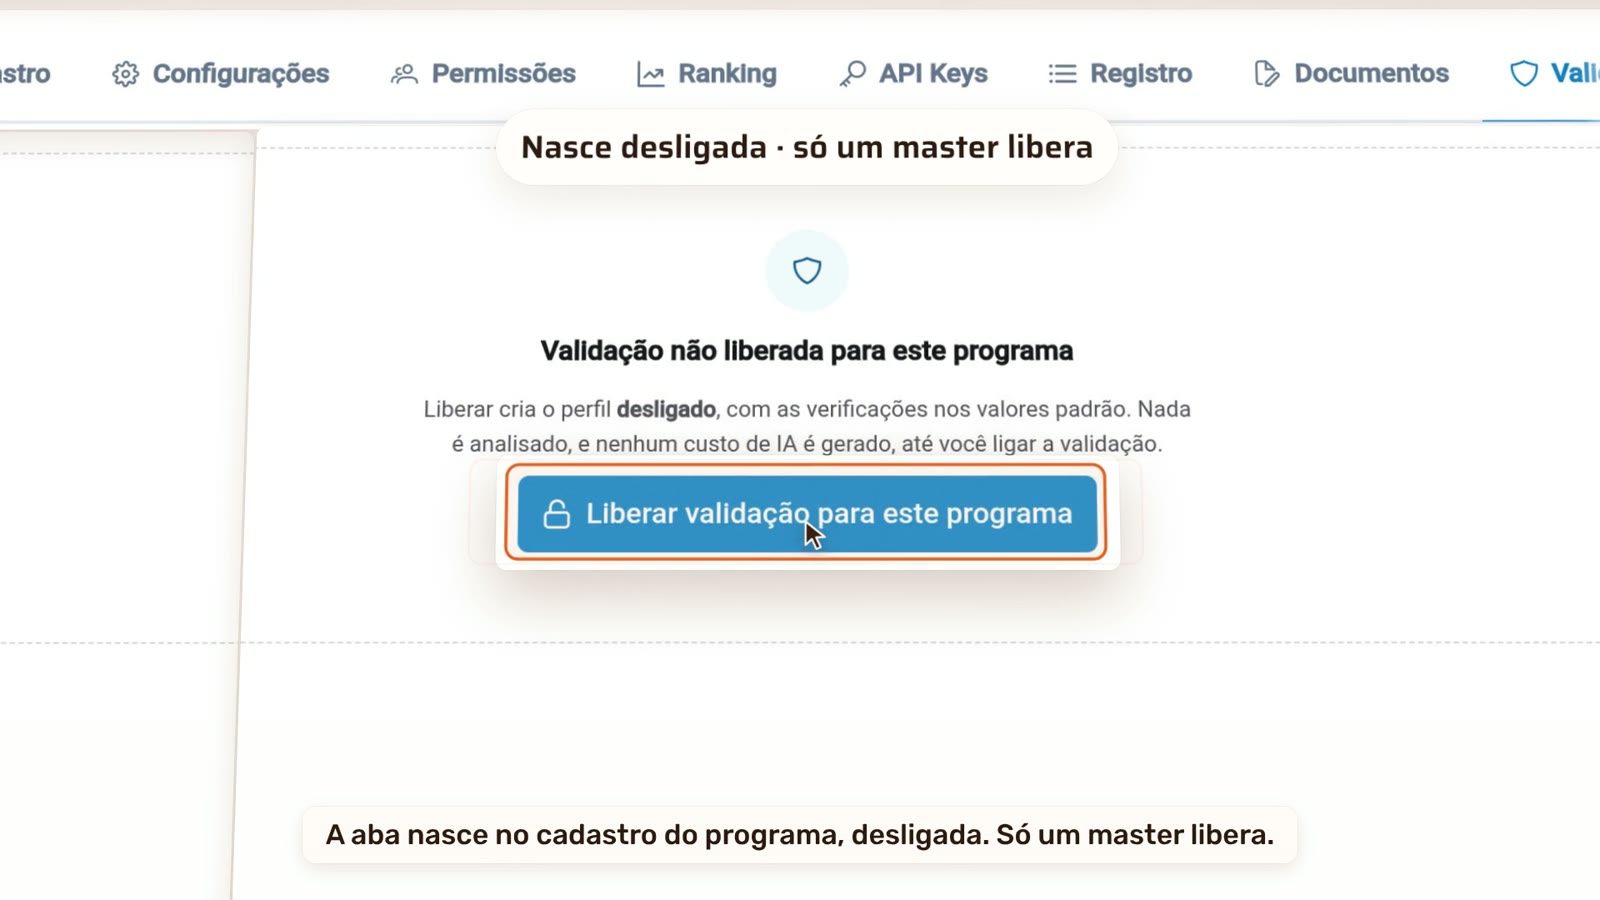 astro
Configurações
Permissões
Ranking
API Keys
Registro
Documentos
Nasce desligada · só um master libera
Validação não liberada para este programa
Liberar cria o perfil desligado, com as verificações nos valores padrão. Nada
é analisado, e nenhum custo de IA é gerado, até você ligar a validação.
Liberar validação para este programa
A aba nasce no cadastro do programa, desligada. Só um master libera.